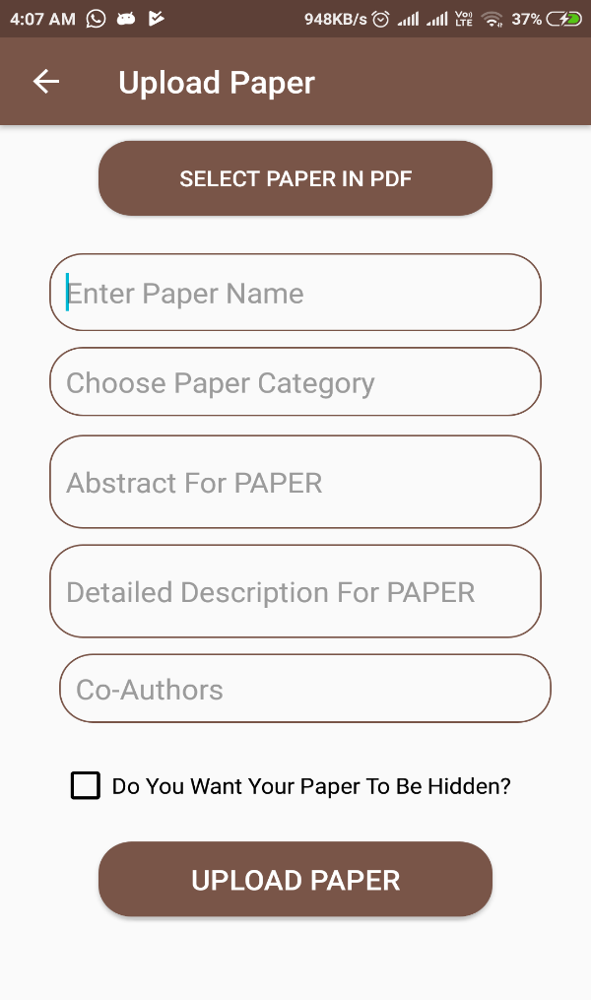 4:07 AM 948KB/s Vo) LTE 37%
Upload Paper
SELECT PAPER IN PDF
Enter Paper Name
Choose Paper Category
Abstract For PAPER
Detailed Description For PAPER
Co-Authors
Do You Want Your Paper To Be Hidden?
UPLOAD PAPER